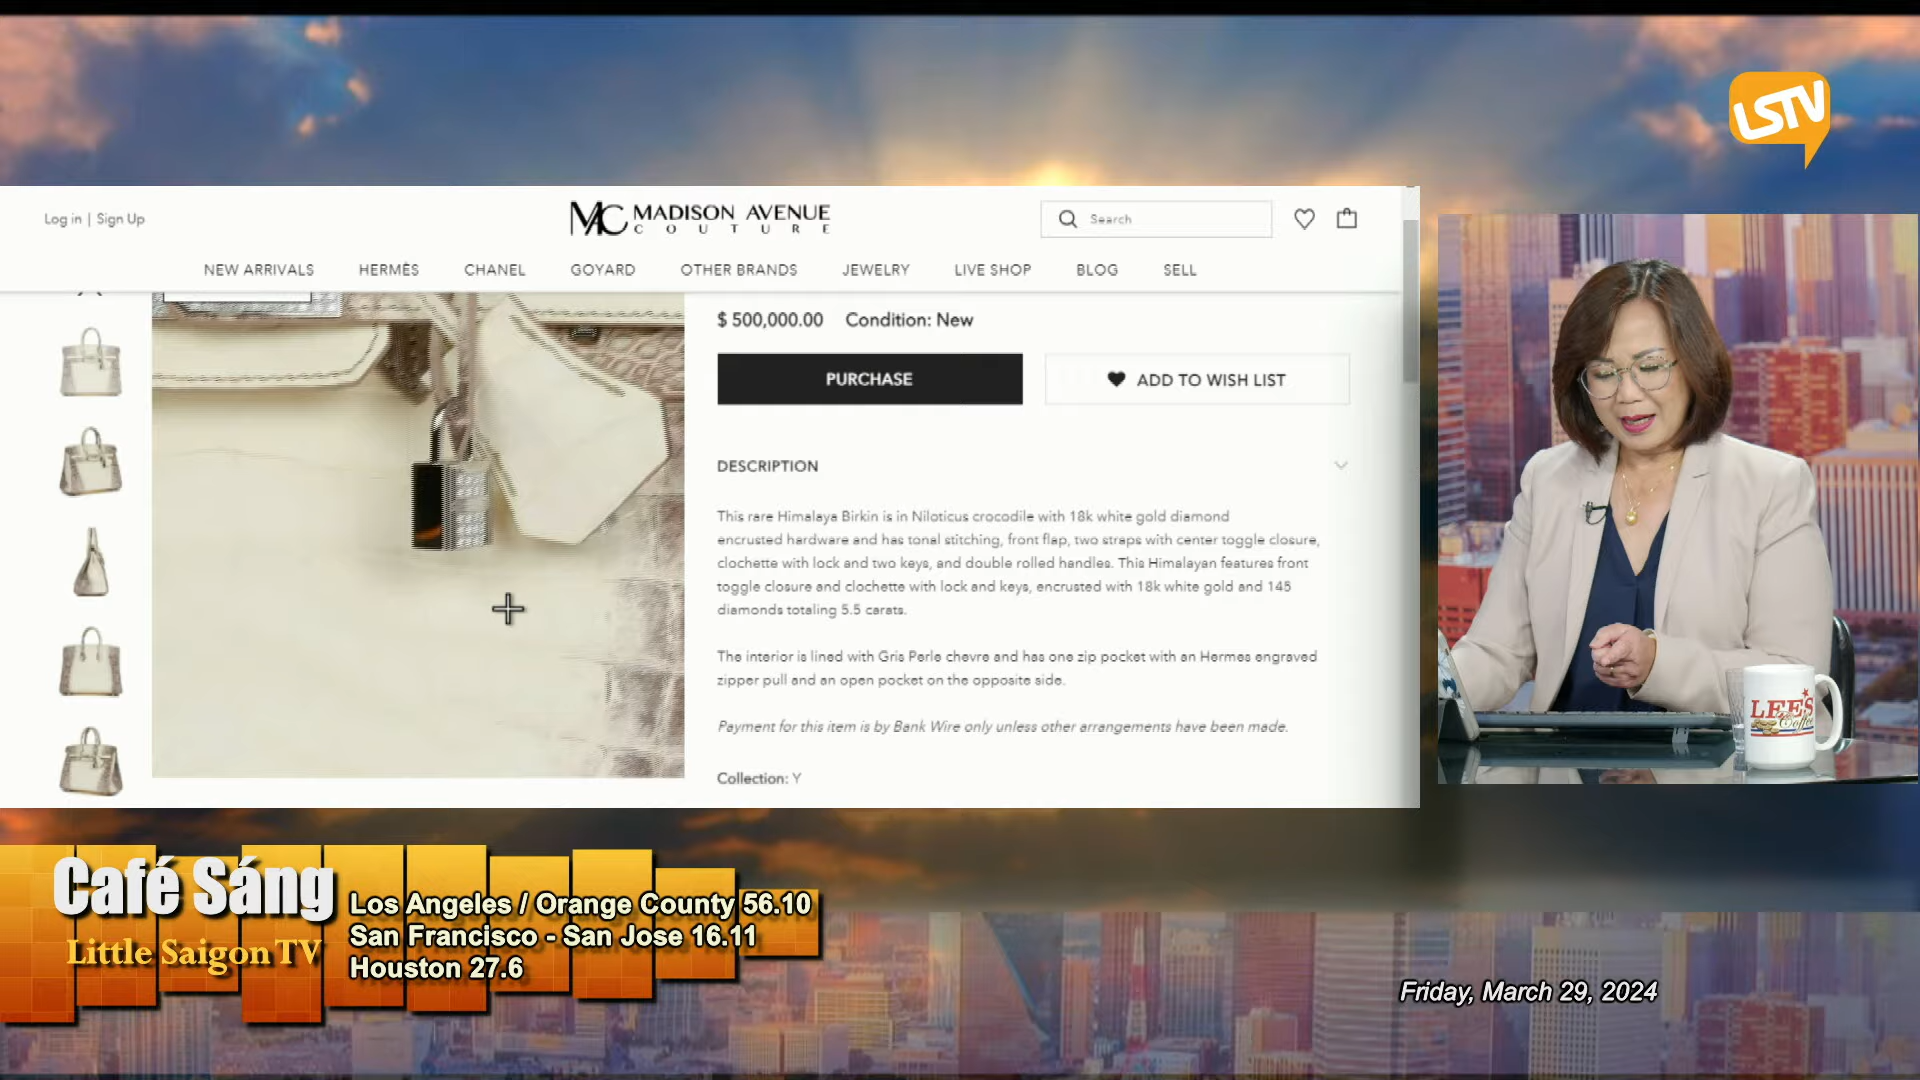 LSTV
Log in | Sign Up
MC MADISON AVENUE
COUTURE
Search
NEW ARRIVALS
HERMÈS
CHANEL
GOYARD
OTHER BRANDS
JEWELRY
LIVE SHOP
BLOG
SELL
$ 500,000.00 Condition: New
PURCHASE
ADD TO WISH LIST
DESCRIPTION
This rare Himalaya Birkin is in Niloticus crocodile with 18k white gold diamond
encrusted hardware and has tonal stitching, front flap, two straps with center toggle closure,
clochette with lock and two keys, and double rolled handles. This Himalayan features front
toggle closure and clochette with lock and keys, encrusted with 18k white gold and 145
diamonds totaling 5.5 carats.
The interior is lined with Gris Perle chevre and has one zip pocket with an Hermes engraved
zipper pull and an open pocket on the opposite side.
Payment for this item is by Bank Wire only unless other arrangements have been made.
Collection: Y
LEE'S
Coffee
Café Sáng
Little Saigon TV
Los Angeles / Orange County 56.10
San Francisco - San Jose 16.11
Houston 27.6
Friday, March 29, 2024